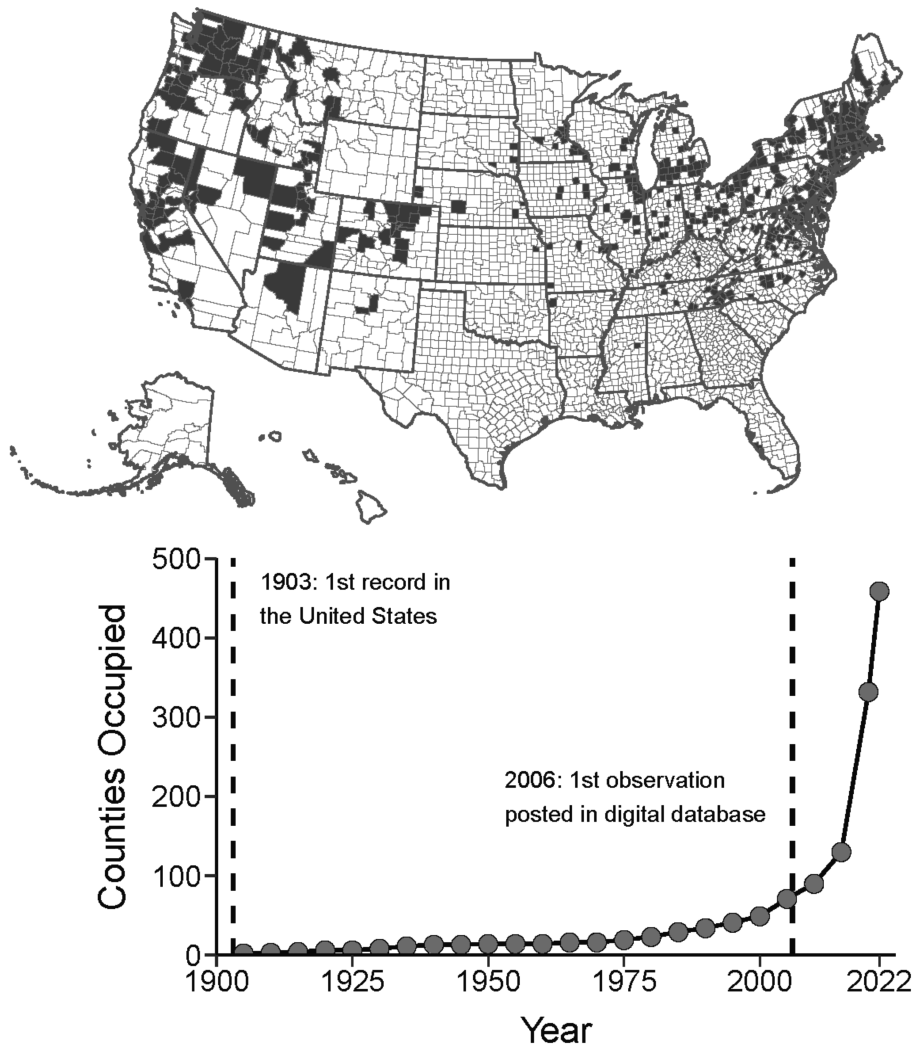 500
1903: 1st record in
the United States
400
300
2006: 1st observation
posted in digital database
200
100
0
Counties Occupied
1900 1925 1950 1975 2000 2022
Year